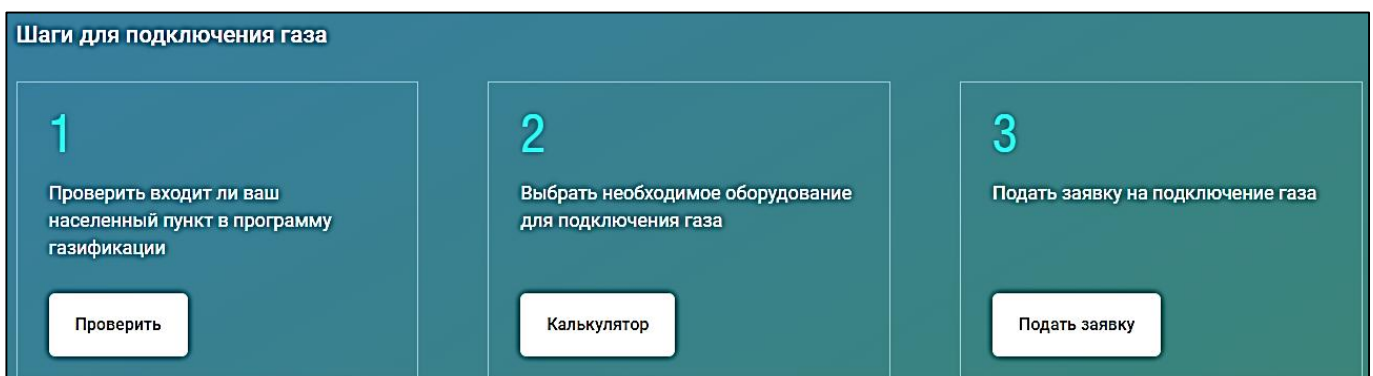 Шаги для подключения газа
1
Проверить входит ли ваш
населенный пункт в программу
газификации
Проверить
2
Выбрать необходимое оборудование
для подключения газа
Калькулятор
3
Подать заявку на подключение газа
Подать заявку